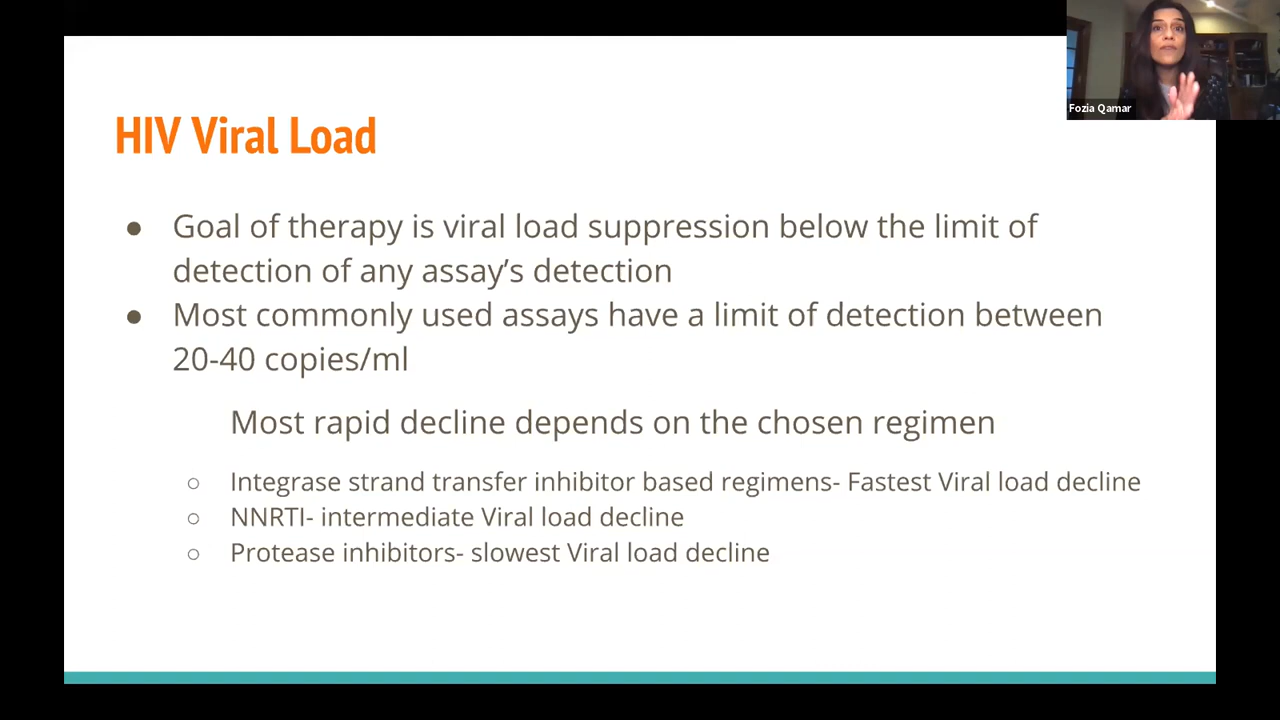 Fozia Qamar
HIV Viral Load
● Goal of therapy is viral load suppression below the limit of
detection of any assay's detection
● Most commonly used assays have a limit of detection between
20-40 copies/ml
Most rapid decline depends on the chosen regimen
○ Integrase strand transfer inhibitor based regimens- Fastest Viral load decline
○ NNRTI- intermediate Viral load decline
○ Protease inhibitors- slowest Viral load decline